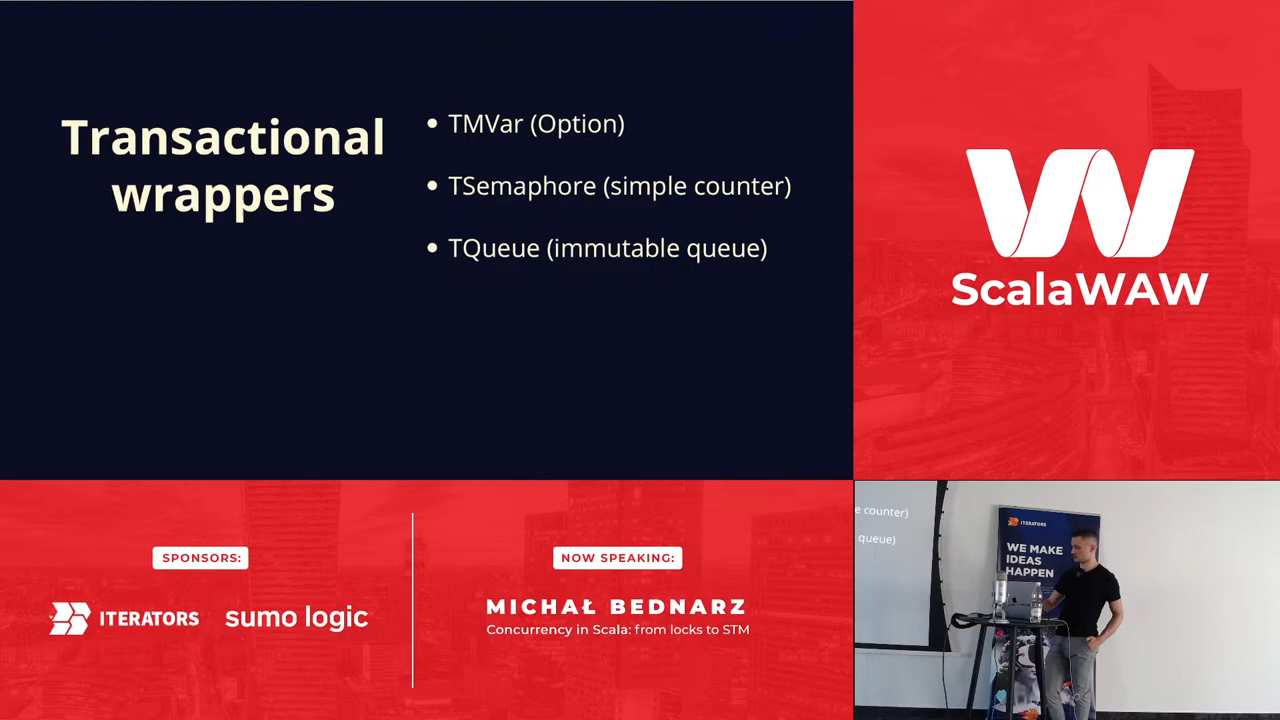 Transactional
wrappers
• TMVar (Option)
• TSemaphore (simple counter)
• TQueue (immutable queue)
ScalaWAW
SPONSORS:
ITERATORS
sumo logic
NOW SPEAKING:
MICHAŁ BEDNARZ
Concurrency in Scala: from locks to STM
e counter)
queue)
ITERATORS
WE MAKE
IDEAS
HAPPEN